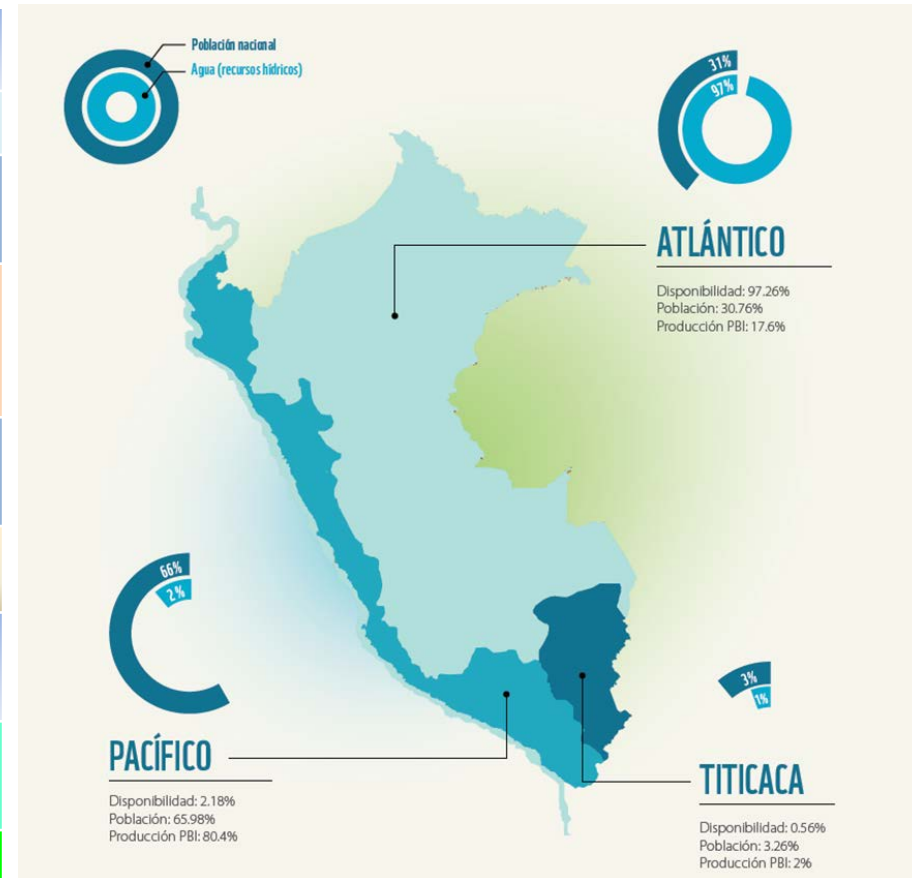 Población nacional
Agua (recursos hídricos)
31%
97%
ATLÁNTICO
Disponibilidad: 97.26%
Población: 30.76%
Producción PBI: 17.6%
66%
2%
PACÍFICO
Disponibilidad: 2.18%
Población: 65.98%
Producción PBI: 80.4%
3%
1%
TITICACA
Disponibilidad: 0.56%
Población: 3.26%
Producción PBI: 2%